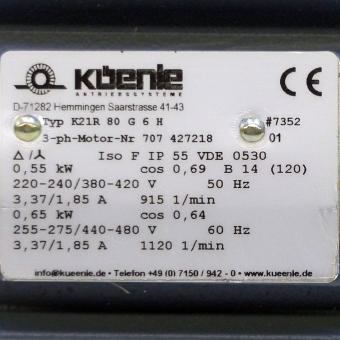 KÜENLE CE
ANTRIEBSSYSTEME
D-71282 Hemmingen Saarstrasse 41-43
Typ K21R 80 G 6 H #7352
3-ph-Motor-Nr 707 427218 01
Δ/⅄ Iso F IP 55 VDE 0530
0,55 kW cos 0,69 B 14 (120)
220-240/380-420 V 50 Hz
3,37/1,85 A 915 1/min
0,65 kW cos 0,64
255-275/440-480 V 60 Hz
3,37/1,85 A 1120 1/min
info@kueenle.de • Telefon +49 (0) 7150 / 942 - 0 • www.kueenle.de